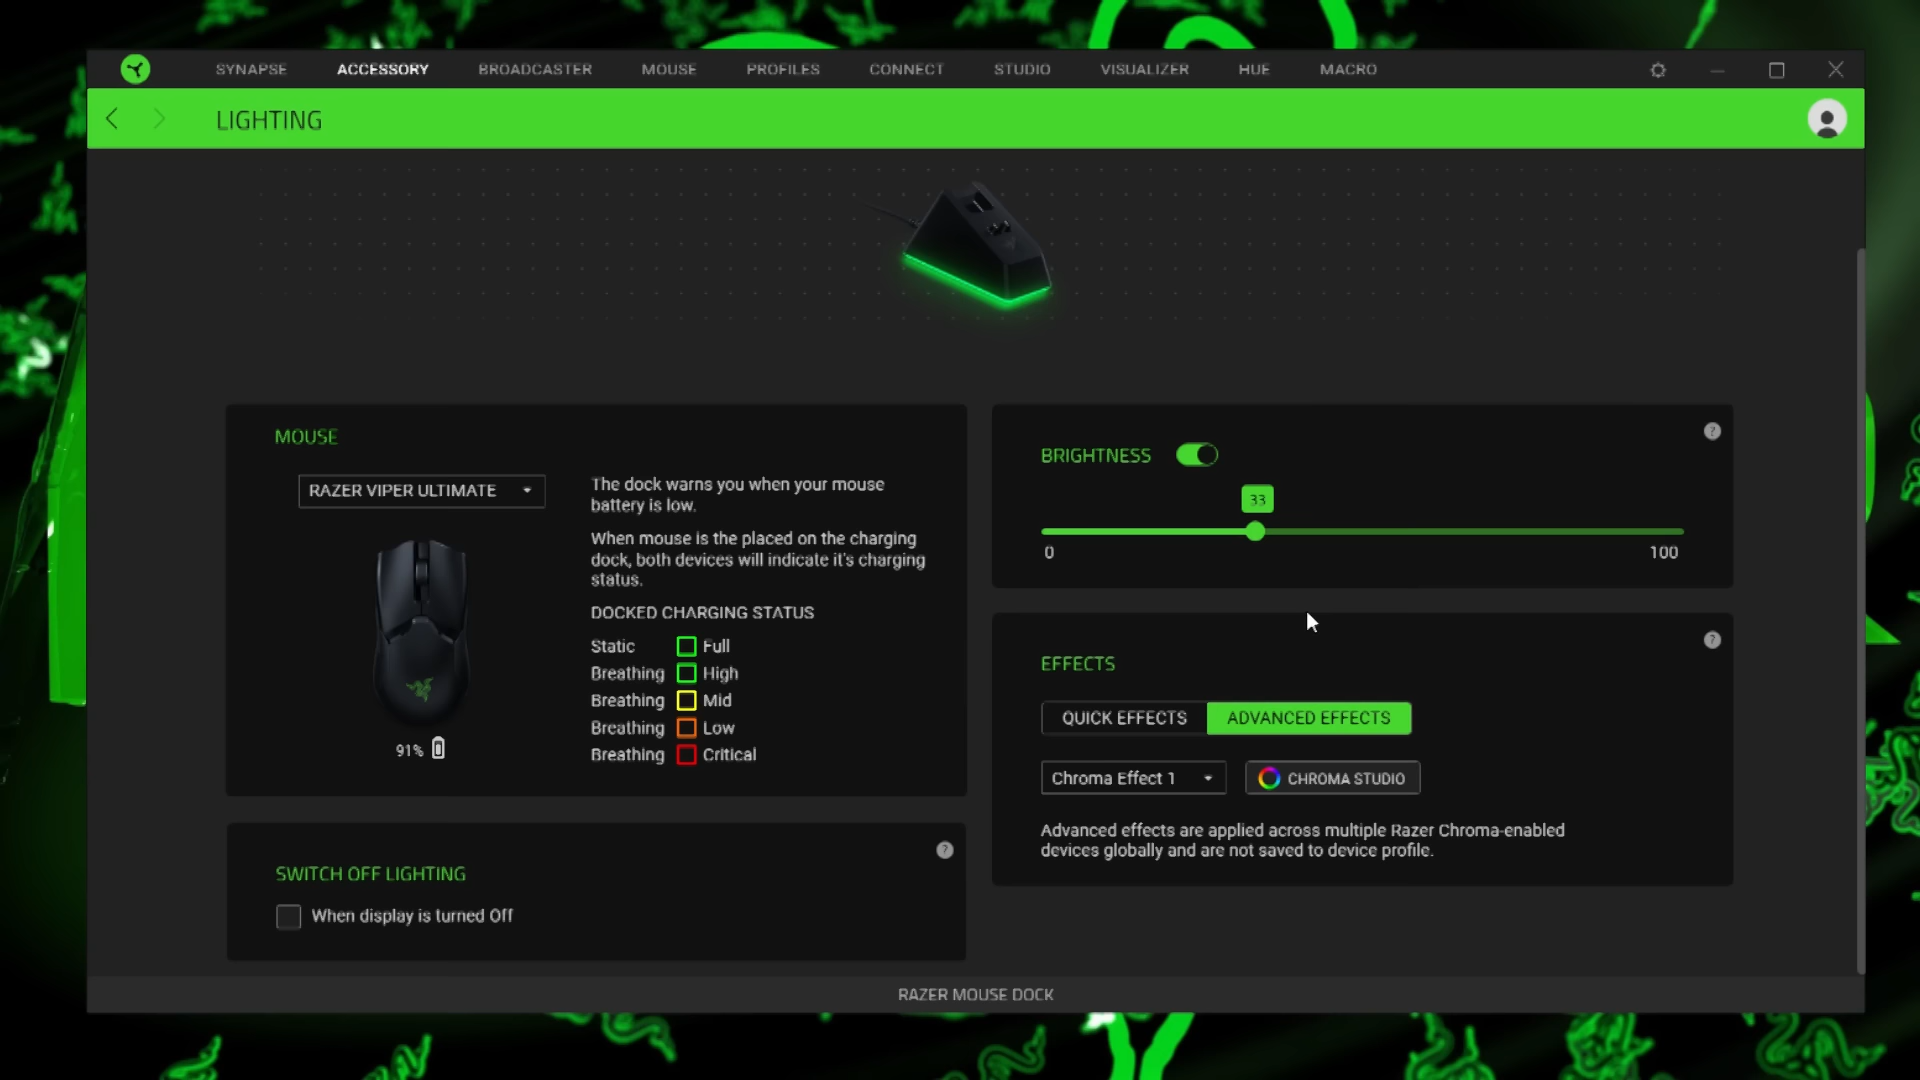 SYNAPSE ACCESSORY BROADCASTER MOUSE PROFILES CONNECT STUDIO VISUALIZER HUE MACRO
LIGHTING
MOUSE
RAZER VIPER ULTIMATE
91%
The dock warns you when your mouse
battery is low.
When mouse is the placed on the charging
dock, both devices will indicate it's charging
status.
DOCKED CHARGING STATUS
Static Full
Breathing High
Breathing Mid
Breathing Low
Breathing Critical
SWITCH OFF LIGHTING
?
When display is turned Off
BRIGHTNESS
?
33
0 100
EFFECTS
?
QUICK EFFECTS ADVANCED EFFECTS
Chroma Effect 1 CHROMA STUDIO
Advanced effects are applied across multiple Razer Chroma-enabled
devices globally and are not saved to device profile.
RAZER MOUSE DOCK